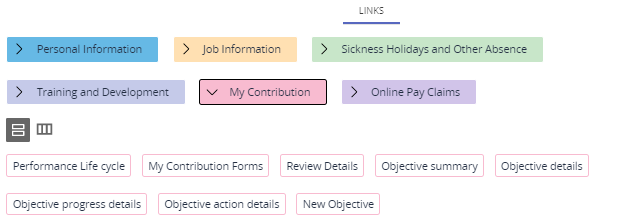 LINKS
Personal Information Job Information Sickness Holidays and Other Absence
Training and Development My Contribution Online Pay Claims
Performance Life cycle My Contribution Forms Review Details Objective summary Objective details
Objective progress details Objective action details New Objective